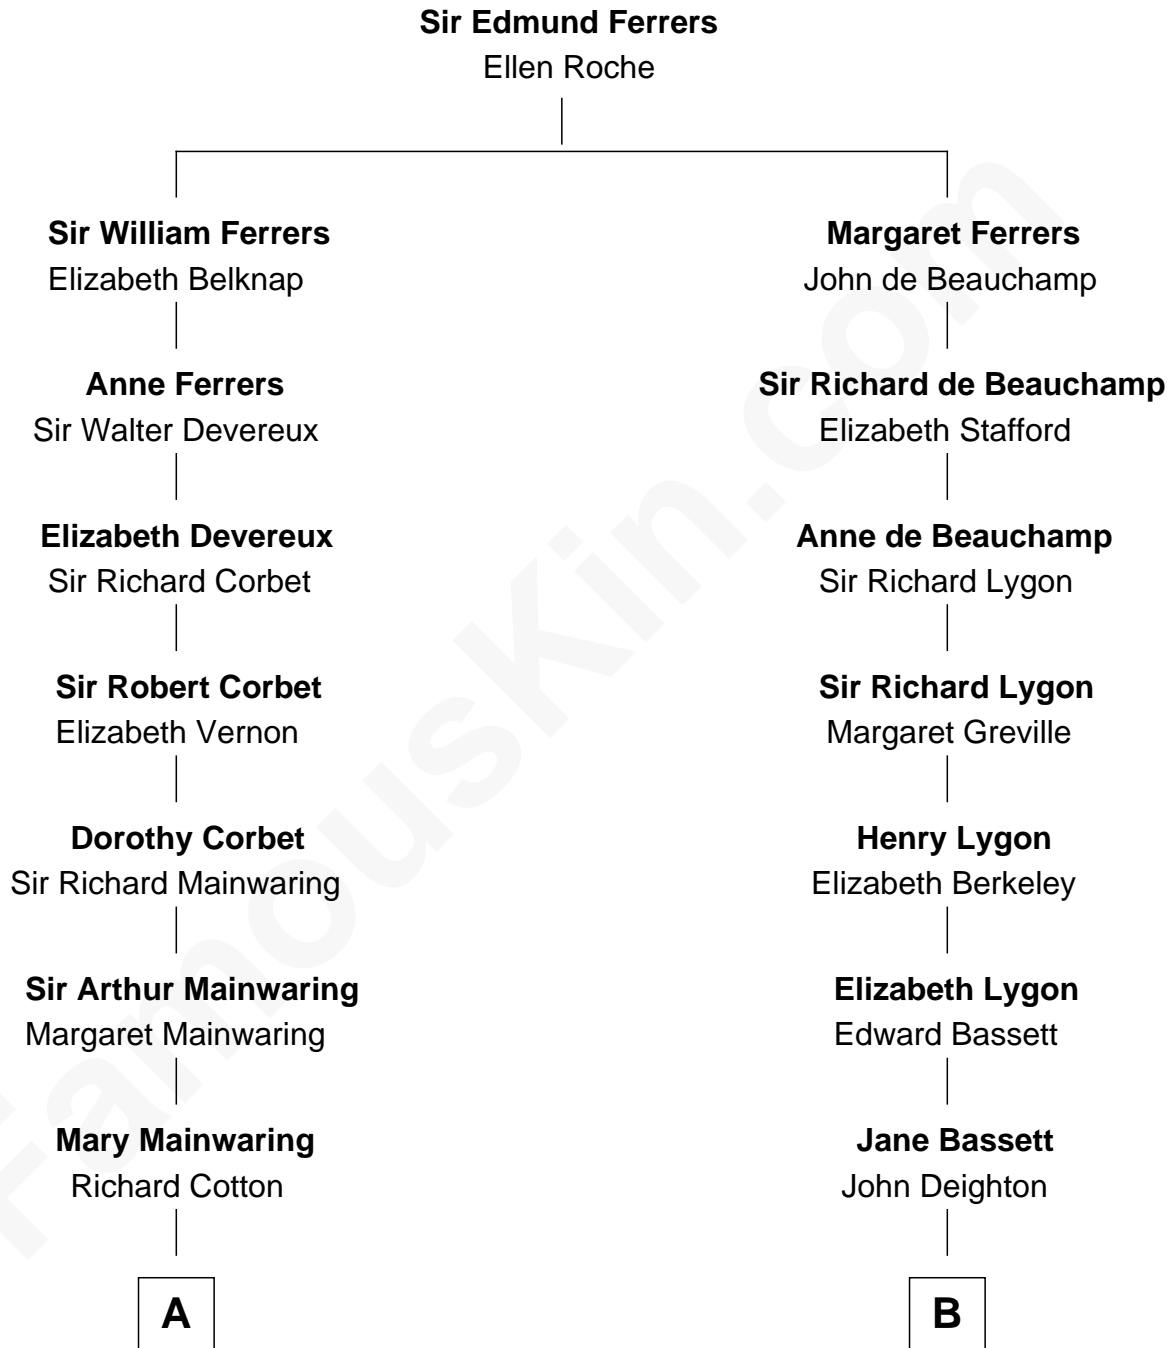 Sir Edmund Ferrers
Ellen Roche
Sir William Ferrers
Elizabeth Belknap
Margaret Ferrers
John de Beauchamp
Anne Ferrers
Sir Walter Devereux
Sir Richard de Beauchamp
Elizabeth Stafford
Elizabeth Devereux
Sir Richard Corbet
Anne de Beauchamp
Sir Richard Lygon
Sir Robert Corbet
Elizabeth Vernon
Sir Richard Lygon
Margaret Greville
Dorothy Corbet
Sir Richard Mainwaring
Henry Lygon
Elizabeth Berkeley
Sir Arthur Mainwaring
Margaret Mainwaring
Elizabeth Lygon
Edward Bassett
Mary Mainwaring
Richard Cotton
Jane Bassett
John Deighton
A
B
FamousKin.com